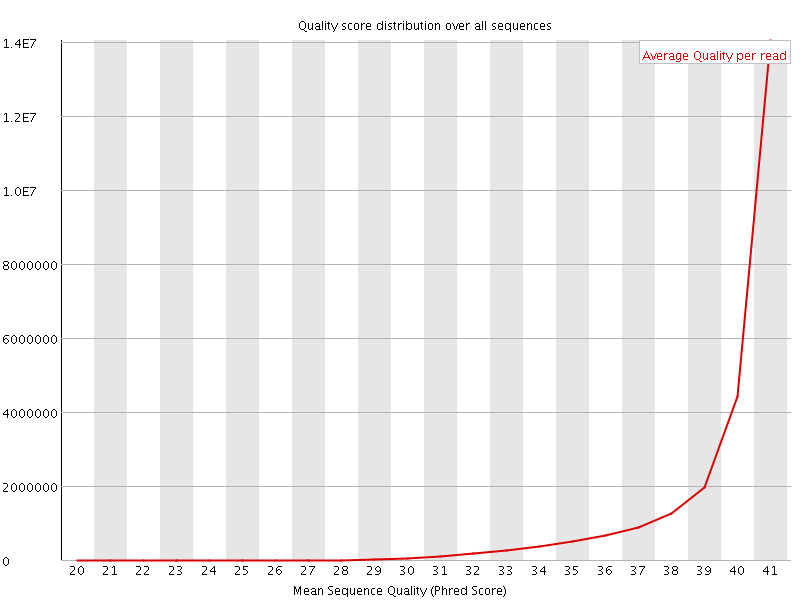 Quality score distribution over all sequences
1.4E7
Average Quality per read
1.2E7
1.0E7
8000000
6000000
4000000
2000000
0
20 21 22 23 24 25 26 27 28 29 30 31 32 33 34 35 36 37 38 39 40 41
Mean Sequence Quality (Phred Score)